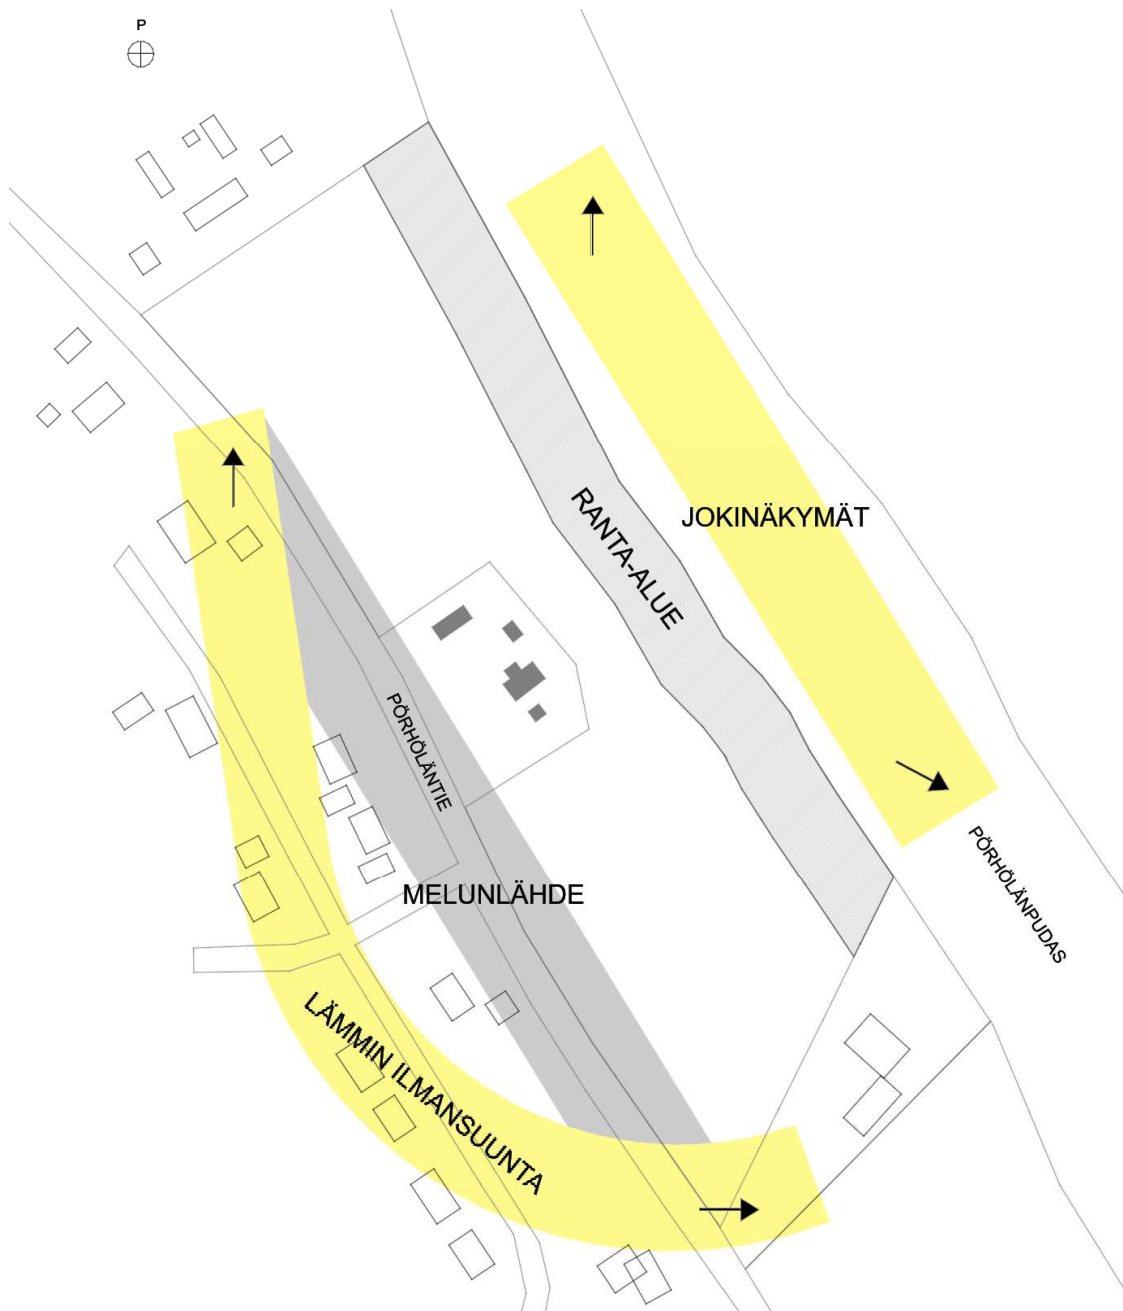 P
JOKINÄKYMÄT
RANTA-ALUE
PÖRHÖLÄNTIE
MELUNLÄHDE
PÖRHÖLÄNPUDAS
LÄMMIN ILMANSUUNTA